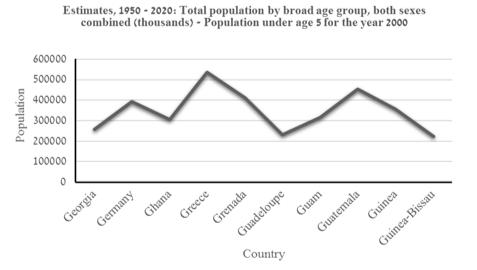 Estimates, 1950 - 2020: Total population by broad age group, both sexes
combined (thousands) - Population under age 5 for the year 2000
Population
600000
500000
400000
300000
200000
100000
0
Georgia
Germany
Ghana
Greece
Grenada
Guadeloupe
Guam
Guatemala
Guinea
Guinea-Bissau
Country